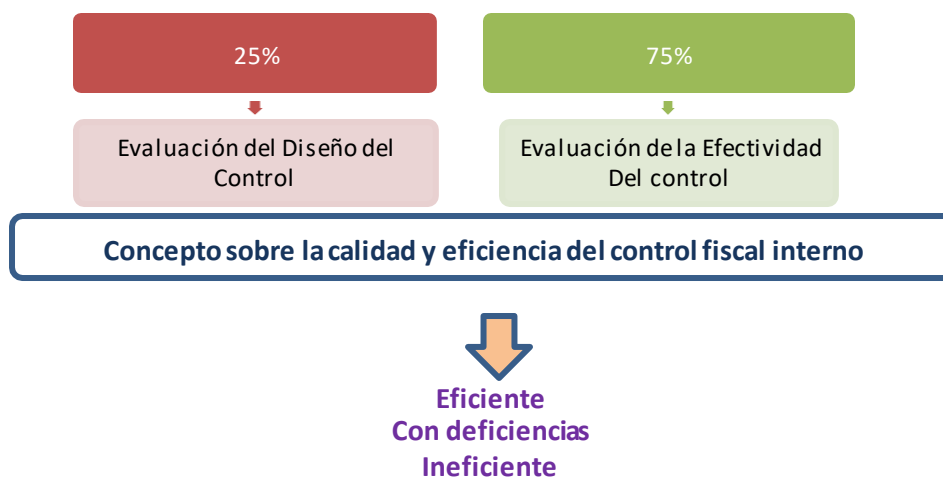 25%
75%
Evaluación del Diseño del
Control
Evaluación de la Efectividad
Del control
Concepto sobre la calidad y eficiencia del control fiscal interno
Eficiente
Con deficiencias
Ineficiente